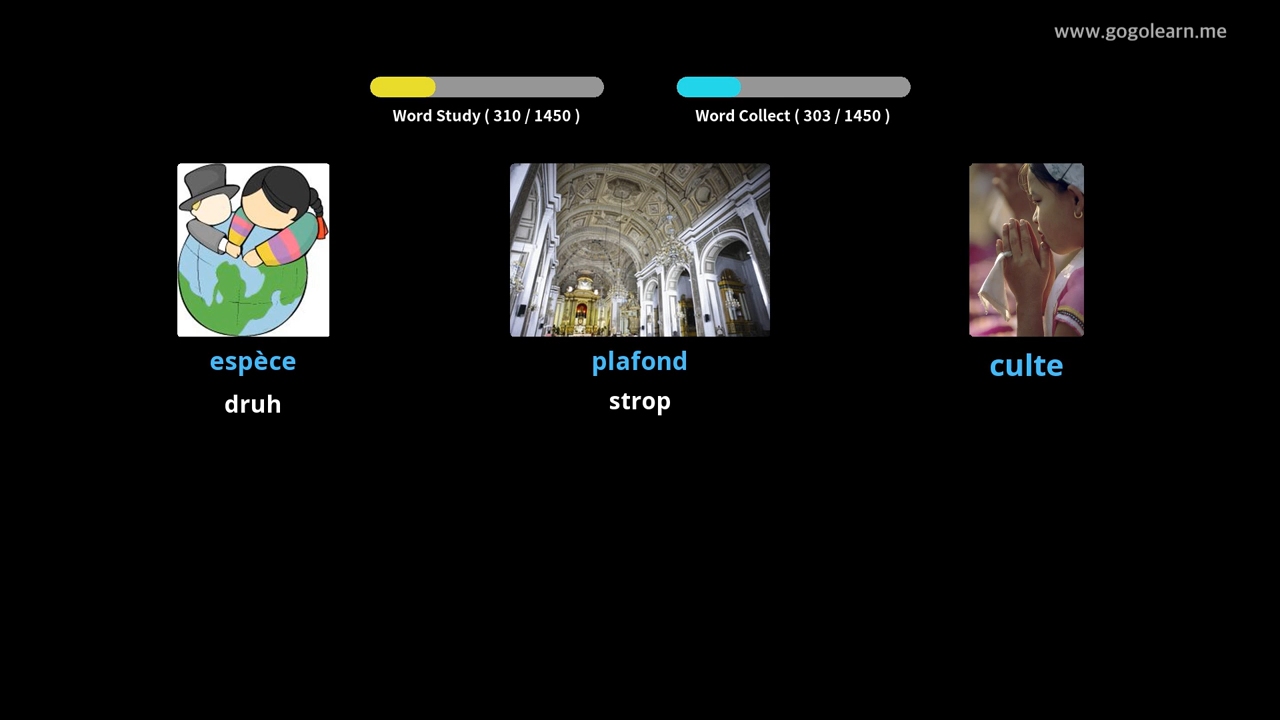 www.gogolearn.me
Word Study ( 310 / 1450 )
Word Collect ( 303 / 1450 )
espèce
plafond
culte
druh
strop